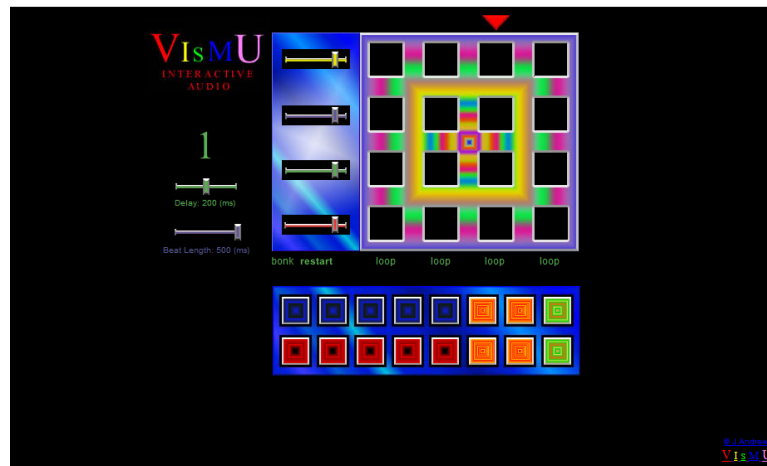 VISMU
INTERACTIVE
AUDIO
1
Delay: 200 (ms)
Beat Length: 500 (ms)
bonk restart loop loop loop loop
VISMU